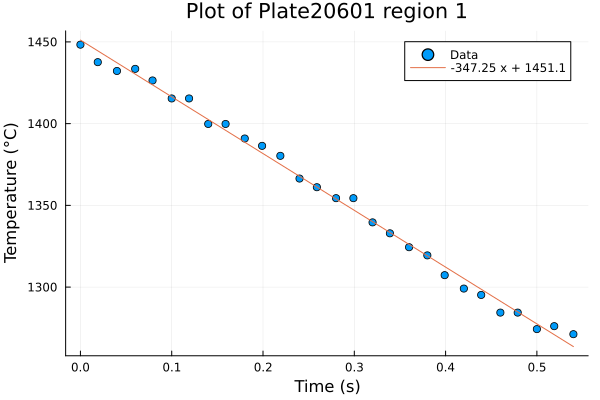 Plot of Plate20601 region 1
Data
-347.25 x + 1451.1
Temperature (°C)
1450
1400
1350
1300
0.0 0.1 0.2 0.3 0.4 0.5
Time (s)